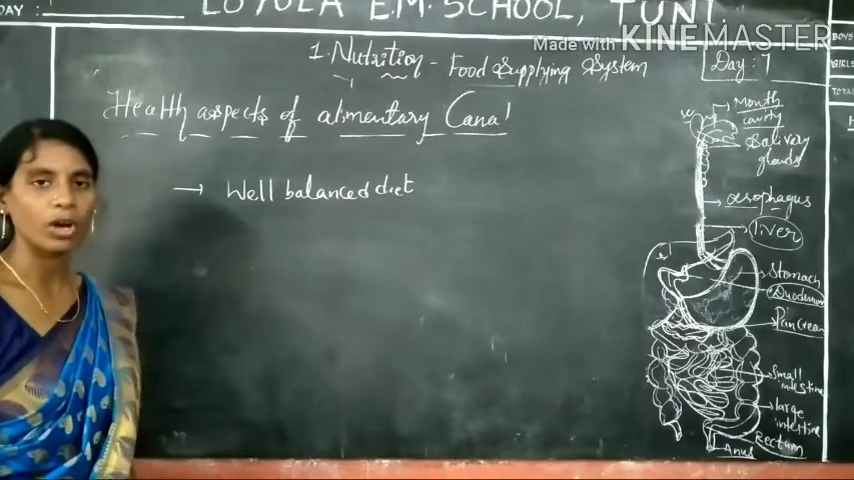 DAY:
LOYOLA E.M. SCHOOL, TUNI.
Made with KINEMASTER
1. Nutrition - Food Supplying System
Day: 7
BOYS
GIRLS
TOTAL
Health aspects of alimentary Canal
→ Well balanced diet
Mouth
cavity
Salivary
glands
oesophagus
liver
Stomach
Duodenum
Pancreas
Small
intestine
large
intestine
Rectum
Anus